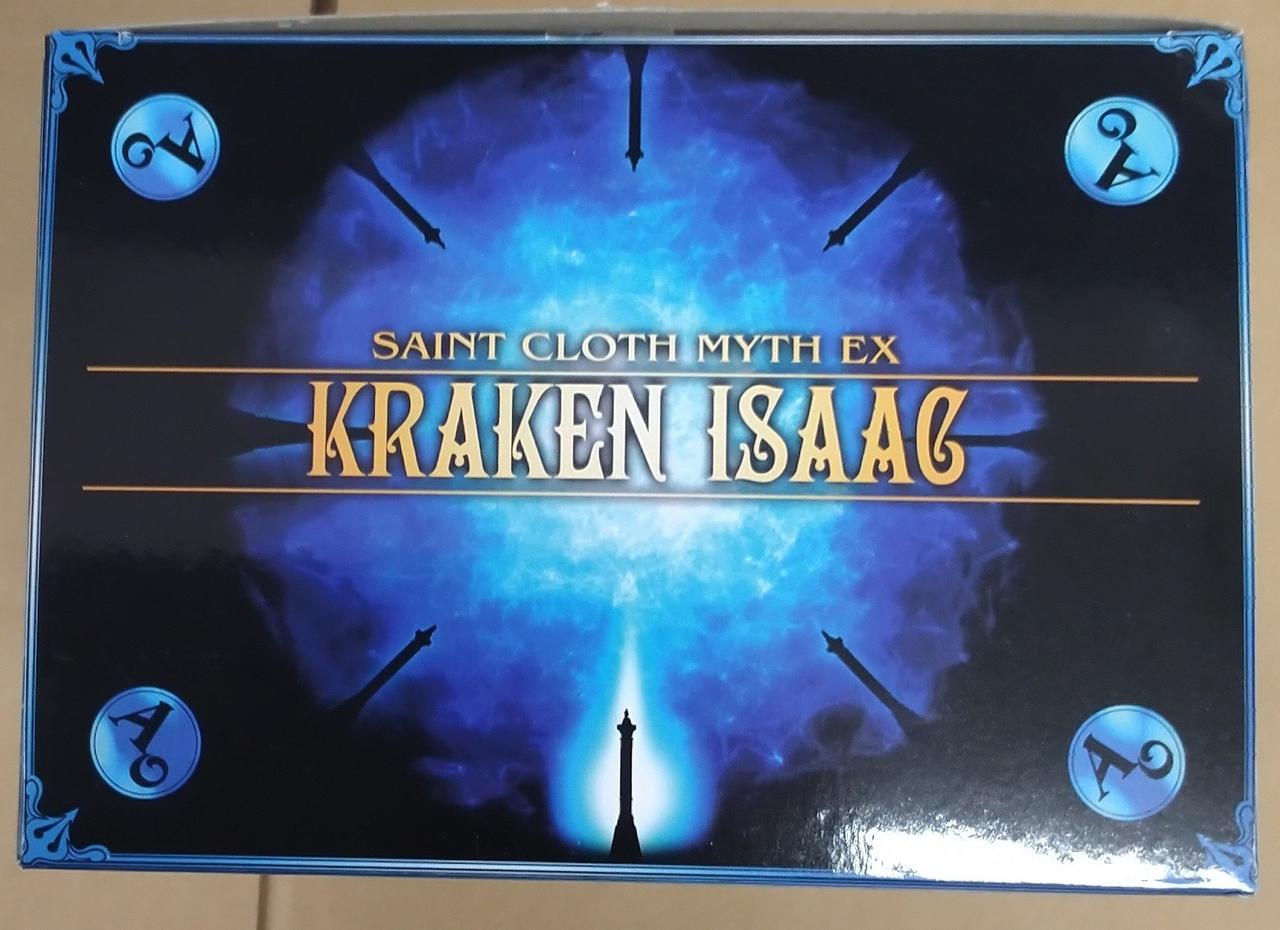 SAINT CLOTH MYTH EX
KRAKEN ISAAC